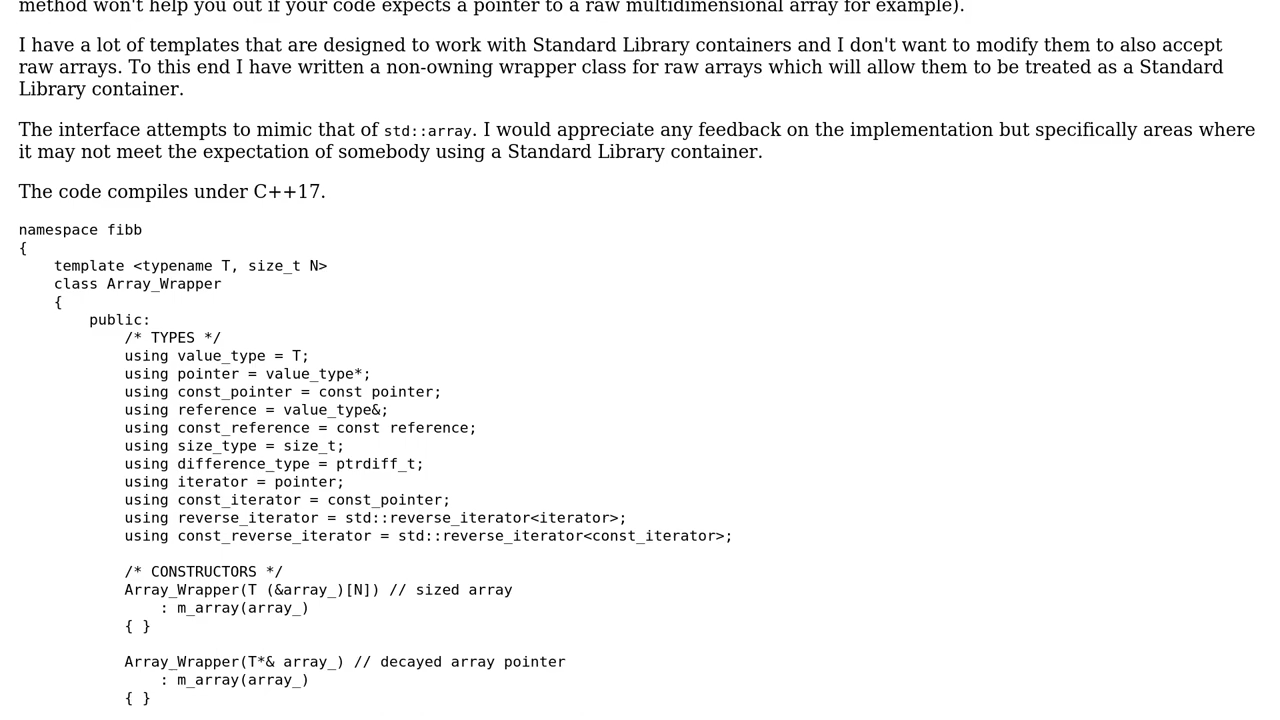 method won't help you out if your code expects a pointer to a raw multidimensional array for example).
I have a lot of templates that are designed to work with Standard Library containers and I don't want to modify them to also accept
raw arrays. To this end I have written a non-owning wrapper class for raw arrays which will allow them to be treated as a Standard
Library container.
The interface attempts to mimic that of std::array. I would appreciate any feedback on the implementation but specifically areas where
it may not meet the expectation of somebody using a Standard Library container.
The code compiles under C++17.
namespace fibb
{
    template <typename T, size_t N>
    class Array_Wrapper
    {
        public:
            /* TYPES */
            using value_type = T;
            using pointer = value_type*;
            using const_pointer = const pointer;
            using reference = value_type&;
            using const_reference = const reference;
            using size_type = size_t;
            using difference_type = ptrdiff_t;
            using iterator = pointer;
            using const_iterator = const_pointer;
            using reverse_iterator = std::reverse_iterator<iterator>;
            using const_reverse_iterator = std::reverse_iterator<const_iterator>;
            /* CONSTRUCTORS */
            Array_Wrapper(T (&array_)[N]) // sized array
                : m_array(array_)
            { }
            Array_Wrapper(T*& array_) // decayed array pointer
                : m_array(array_)
            { }